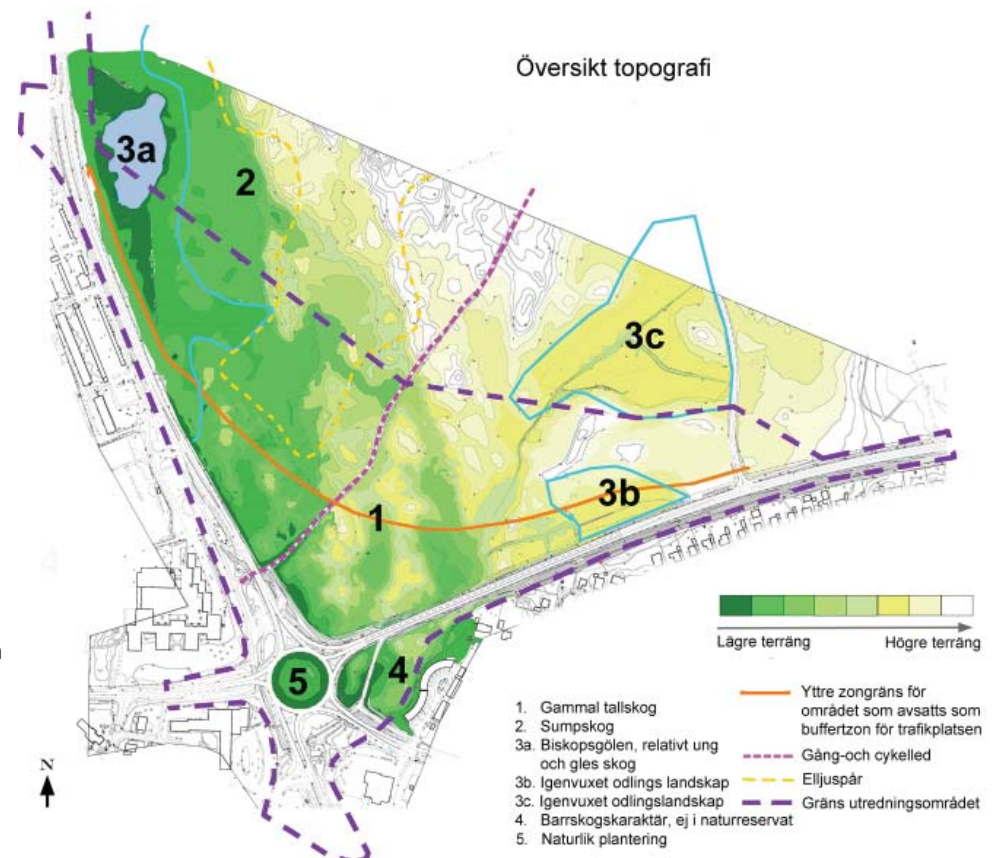 Översikt topografi
3a
2
3c
3b
1
4
5
N
Lägre terräng
Högre terräng
1. Gammal tallskog
2. Sumpskog
3a. Biskopsgölen, relativt ung
och gles skog
3b. Igenvuxet odlings landskap
3c. Igenvuxet odlingslandskap
4. Barrskogskaraktär, ej i naturreservat
5. Naturlik plantering
Yttre zongräns för
området som avsatts som
buffertzon för trafikplatsen
Gång-och cykelled
Elljuspår
Gräns utredningsområdet